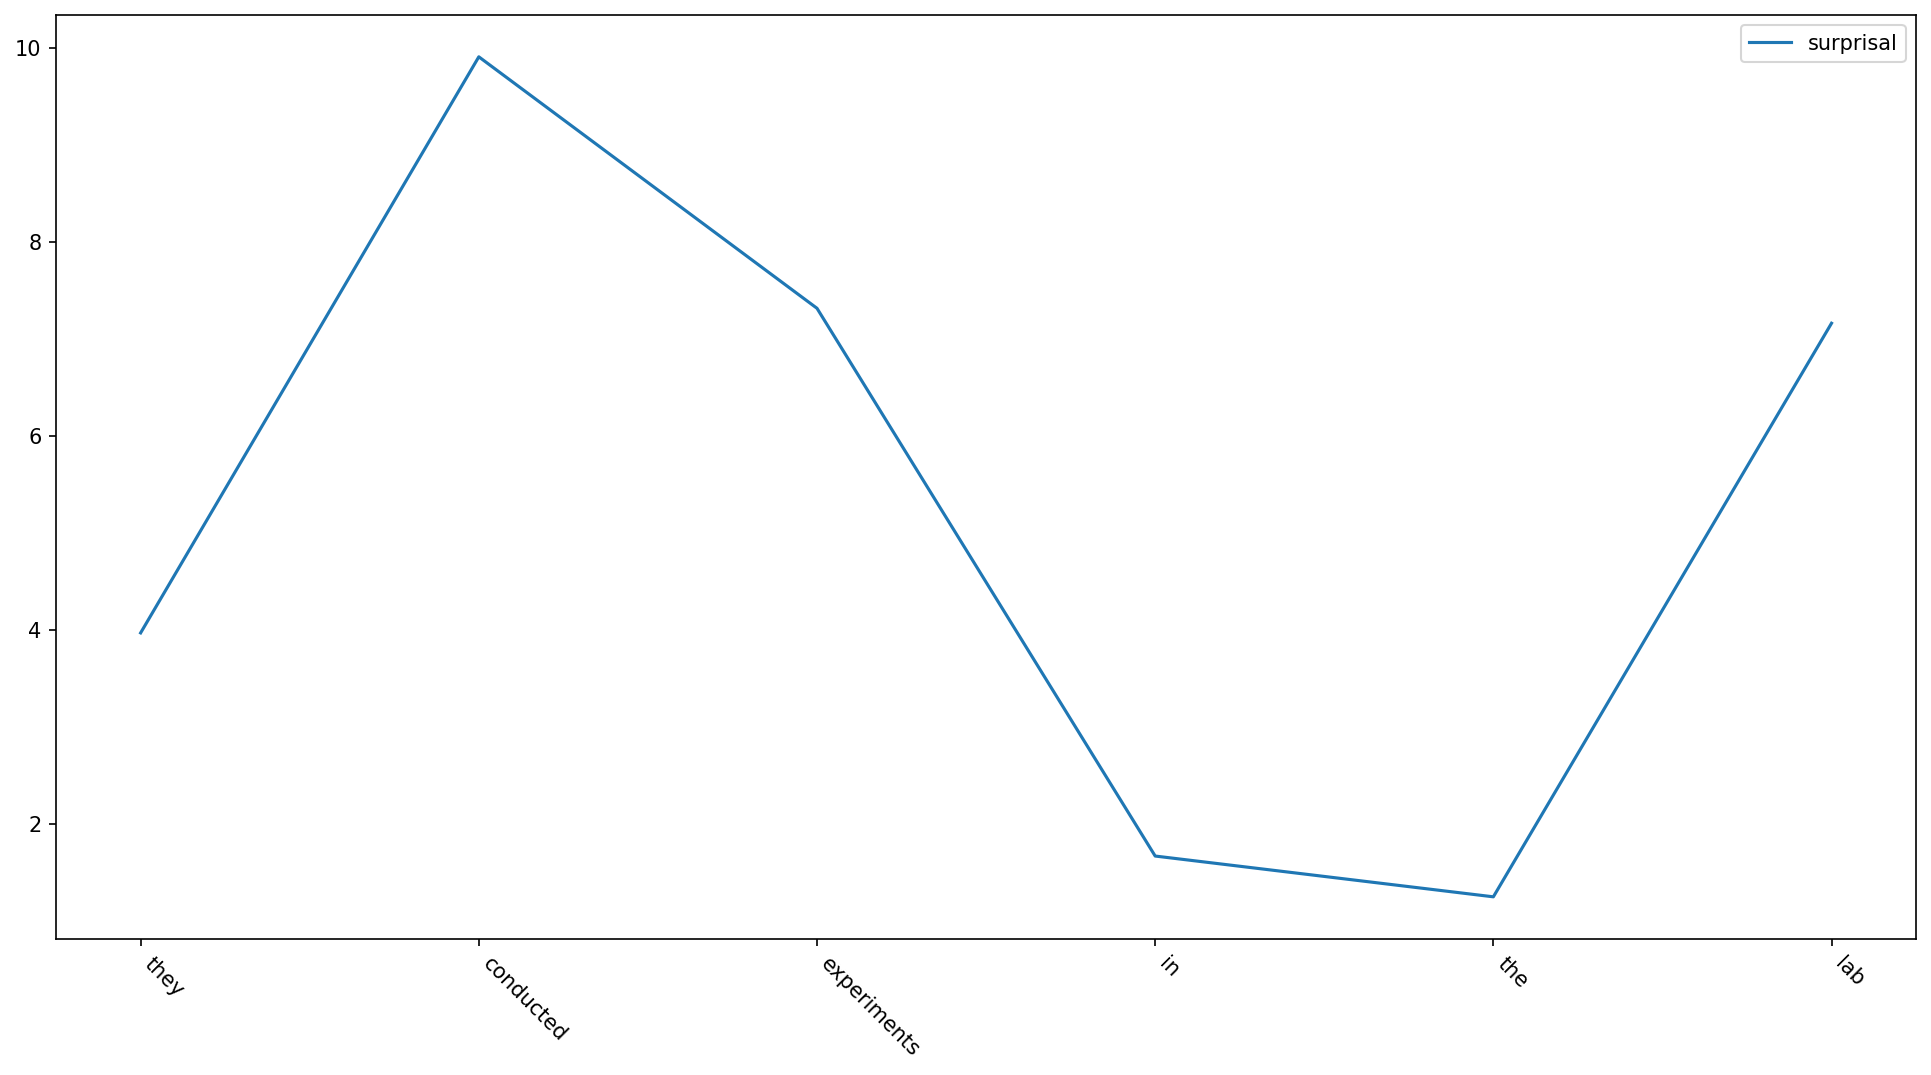 surprisal
10
8
6
4
2
they
conducted
experiments
in
the
lab